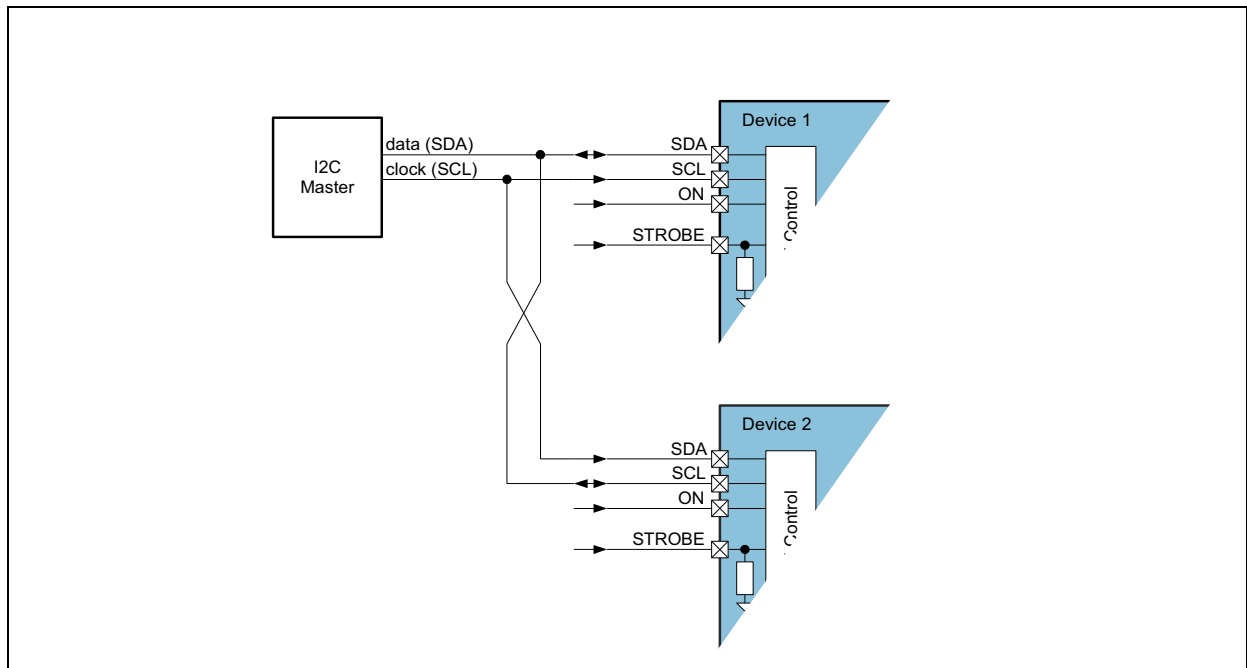 I2C
Master
data (SDA)
clock (SCL)
Device 1
SDA
SCL
ON
STROBE
Control
Device 2
SDA
SCL
ON
STROBE
Control